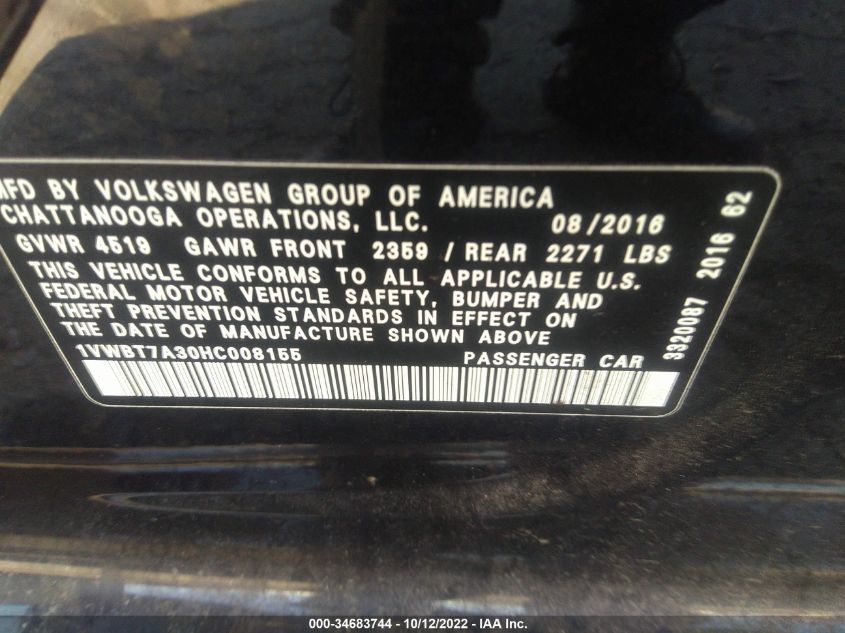 MFD BY VOLKSWAGEN GROUP OF AMERICA
CHATTANOOGA OPERATIONS, LLC. 08/2016
GVWR 4519 GAWR FRONT 2359 / REAR 2271 LBS
THIS VEHICLE CONFORMS TO ALL APPLICABLE U.S.
FEDERAL MOTOR VEHICLE SAFETY, BUMPER AND
THEFT PREVENTION STANDARDS IN EFFECT ON
THE DATE OF MANUFACTURE SHOWN ABOVE
1VWBT7A30HC008155 PASSENGER CAR
3320087 2016 62
000-34683744 - 10/12/2022 - IAA Inc.